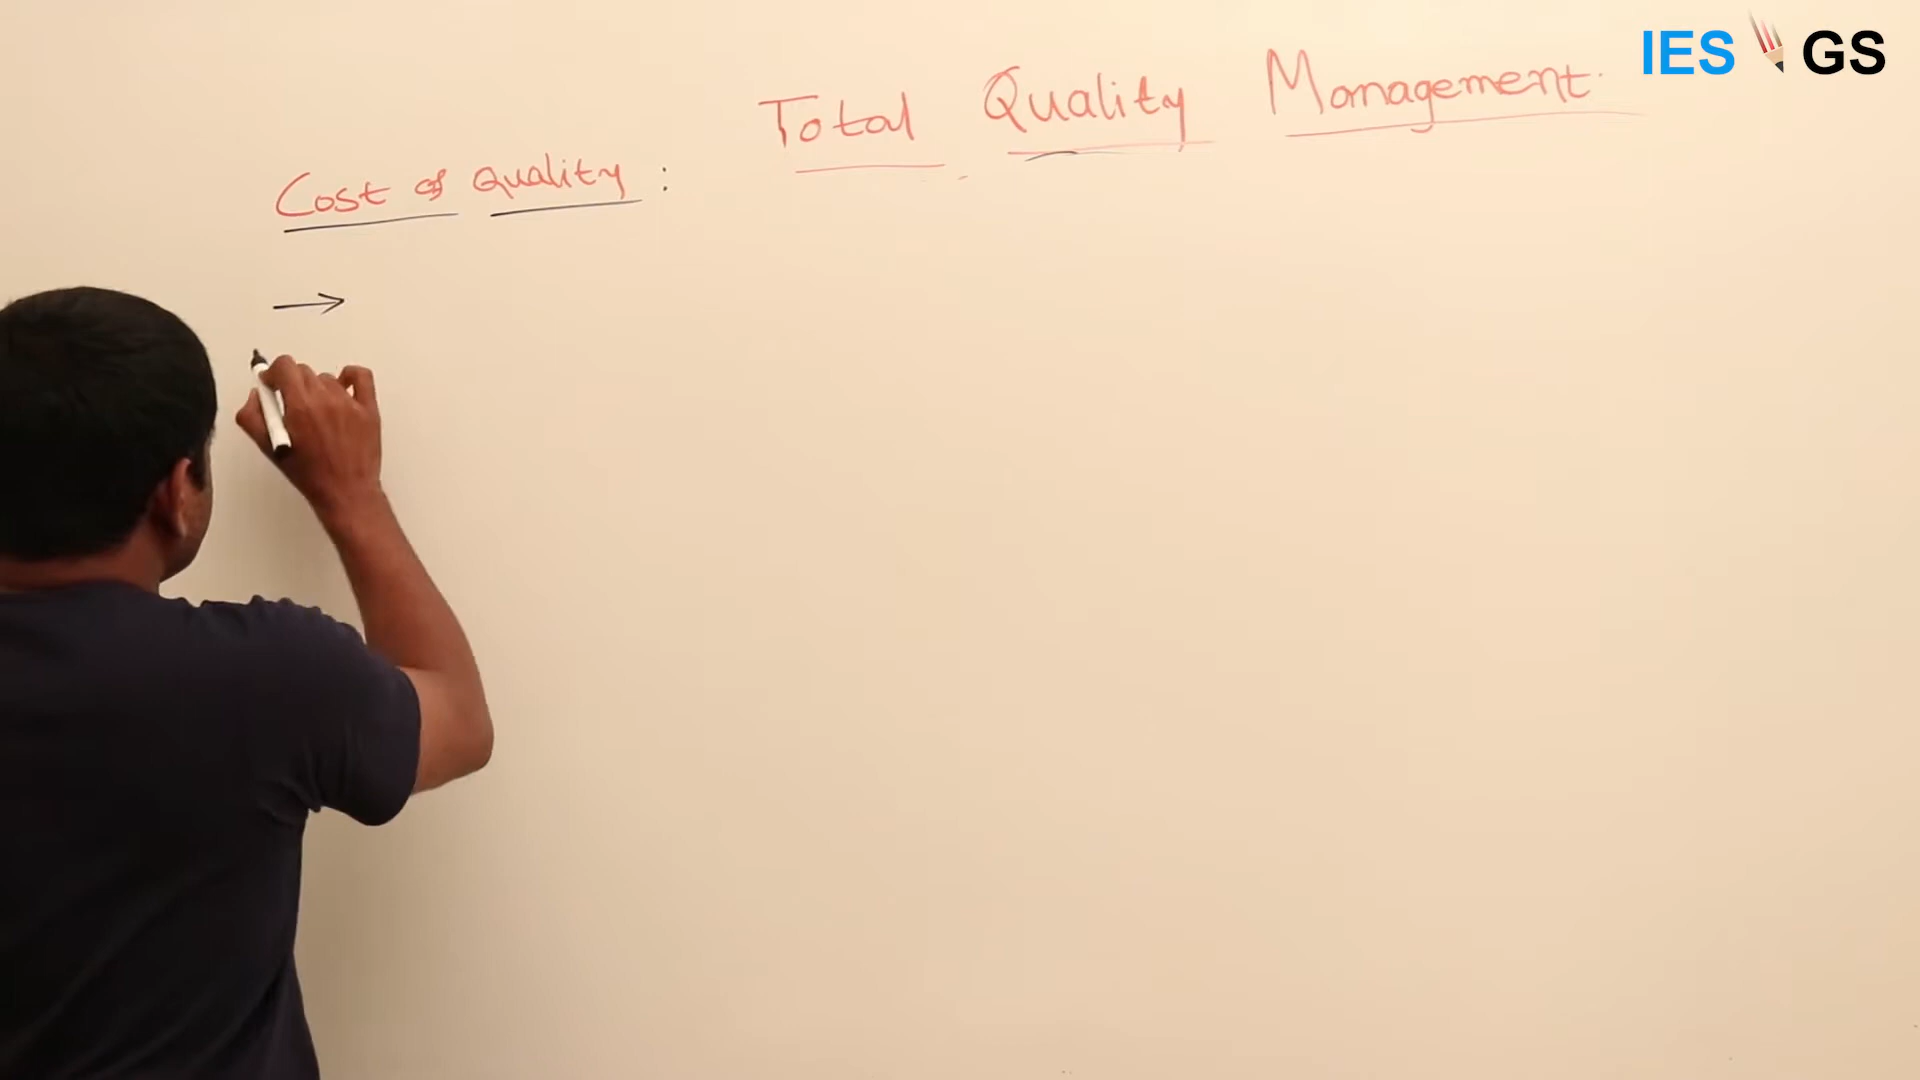 IES GS
Total Quality Management.
Cost of Quality :
→